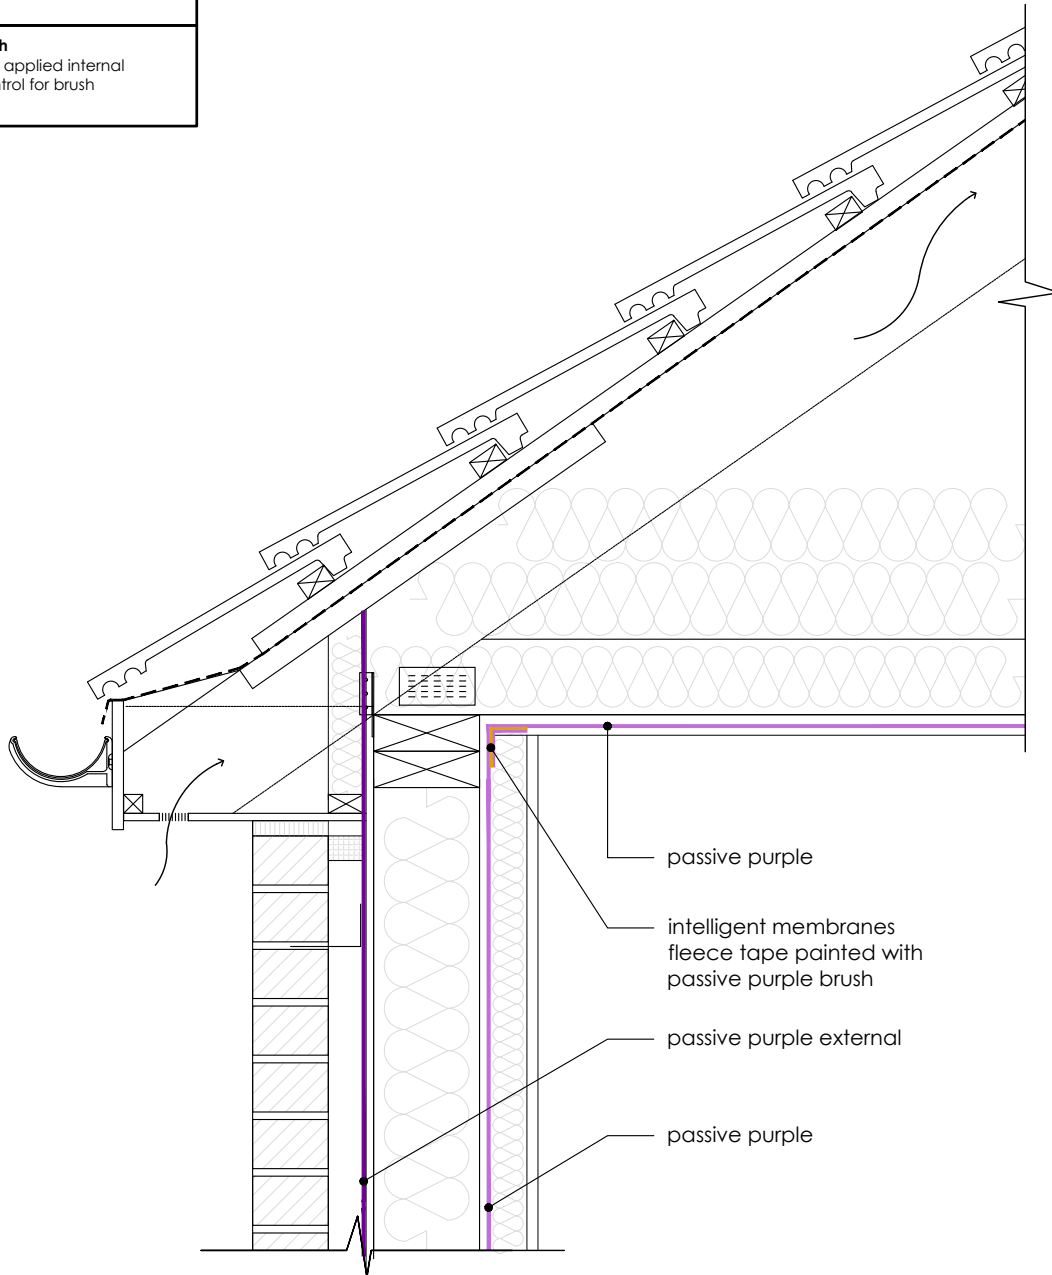 applied internal
for brush
passive purple
intelligent membranes
fleece tape painted with
passive purple brush
passive purple external
passive purple